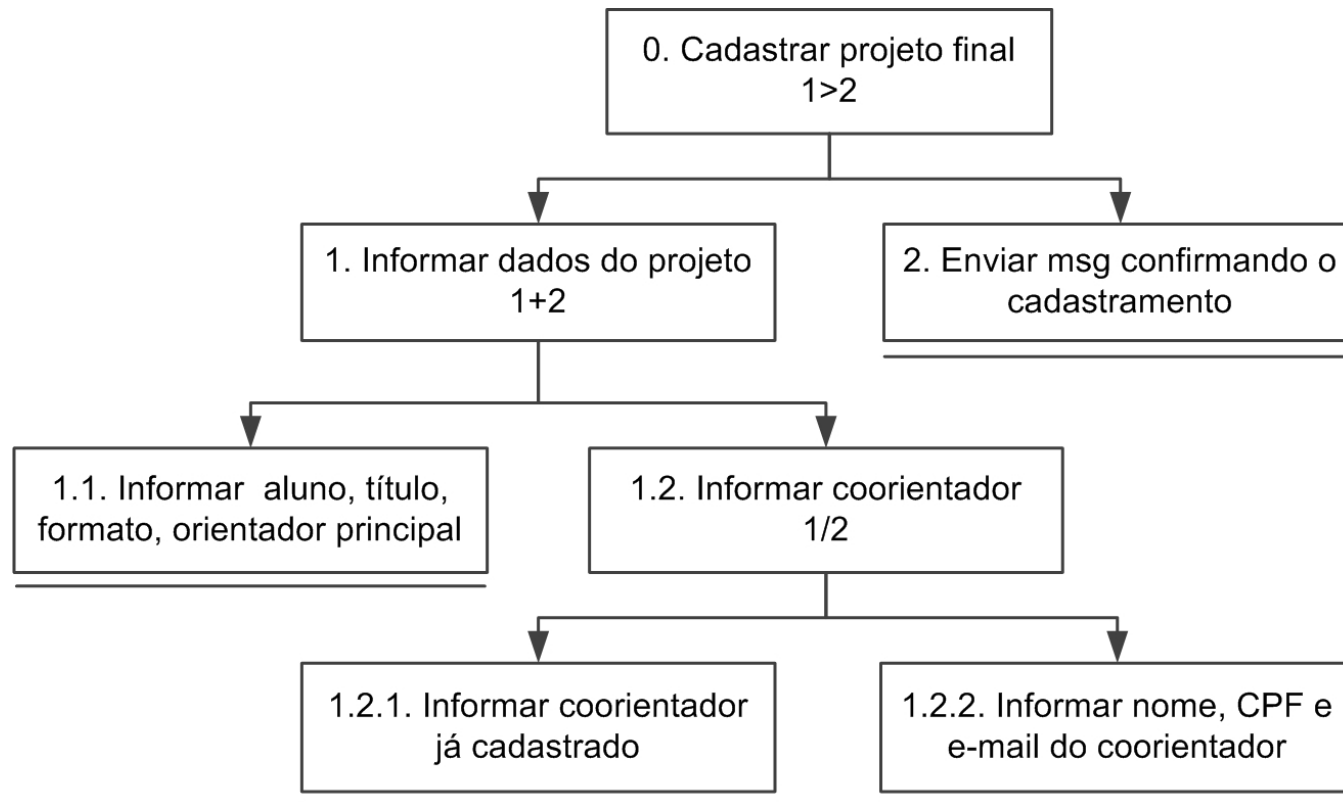 0. Cadastrar projeto final
1>2
1. Informar dados do projeto
1+2
2. Enviar msg confirmando o
cadastramento
1.1. Informar aluno, título,
formato, orientador principal
1.2. Informar coorientador
1/2
1.2.1. Informar coorientador
já cadastrado
1.2.2. Informar nome, CPF e
e-mail do coorientador